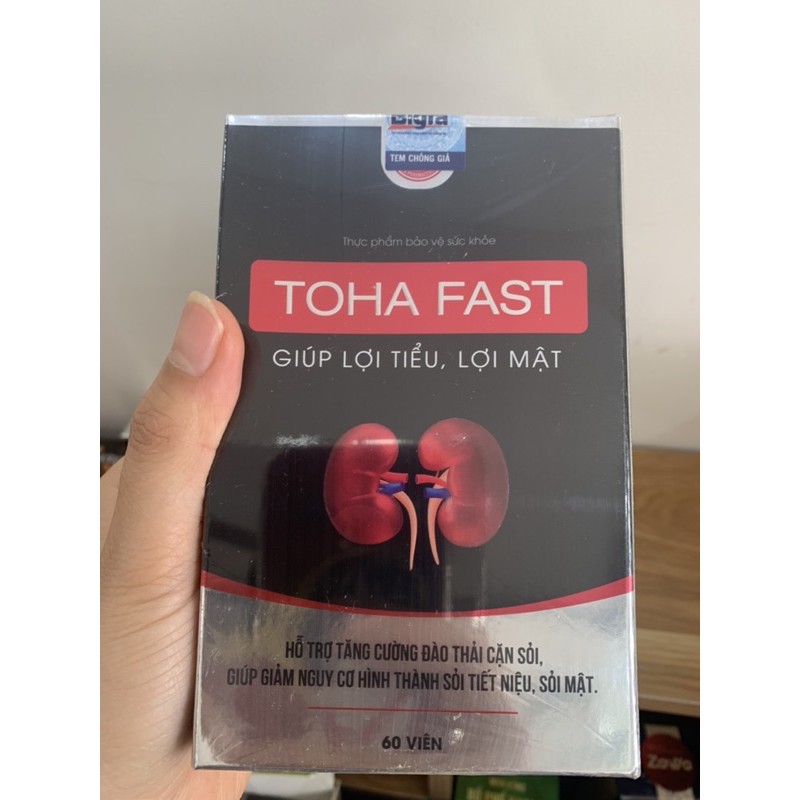 Bigfa
TEM CHỐNG GIẢ
Thực phẩm bảo vệ sức khỏe
TOHA FAST
GIÚP LỢI TIỂU, LỢI MẬT
HỖ TRỢ TĂNG CƯỜNG ĐÀO THẢI CẶN SỎI,
GIÚP GIẢM NGUY CƠ HÌNH THÀNH SỎI TIẾT NIỆU, SỎI MẬT.
60 VIÊN